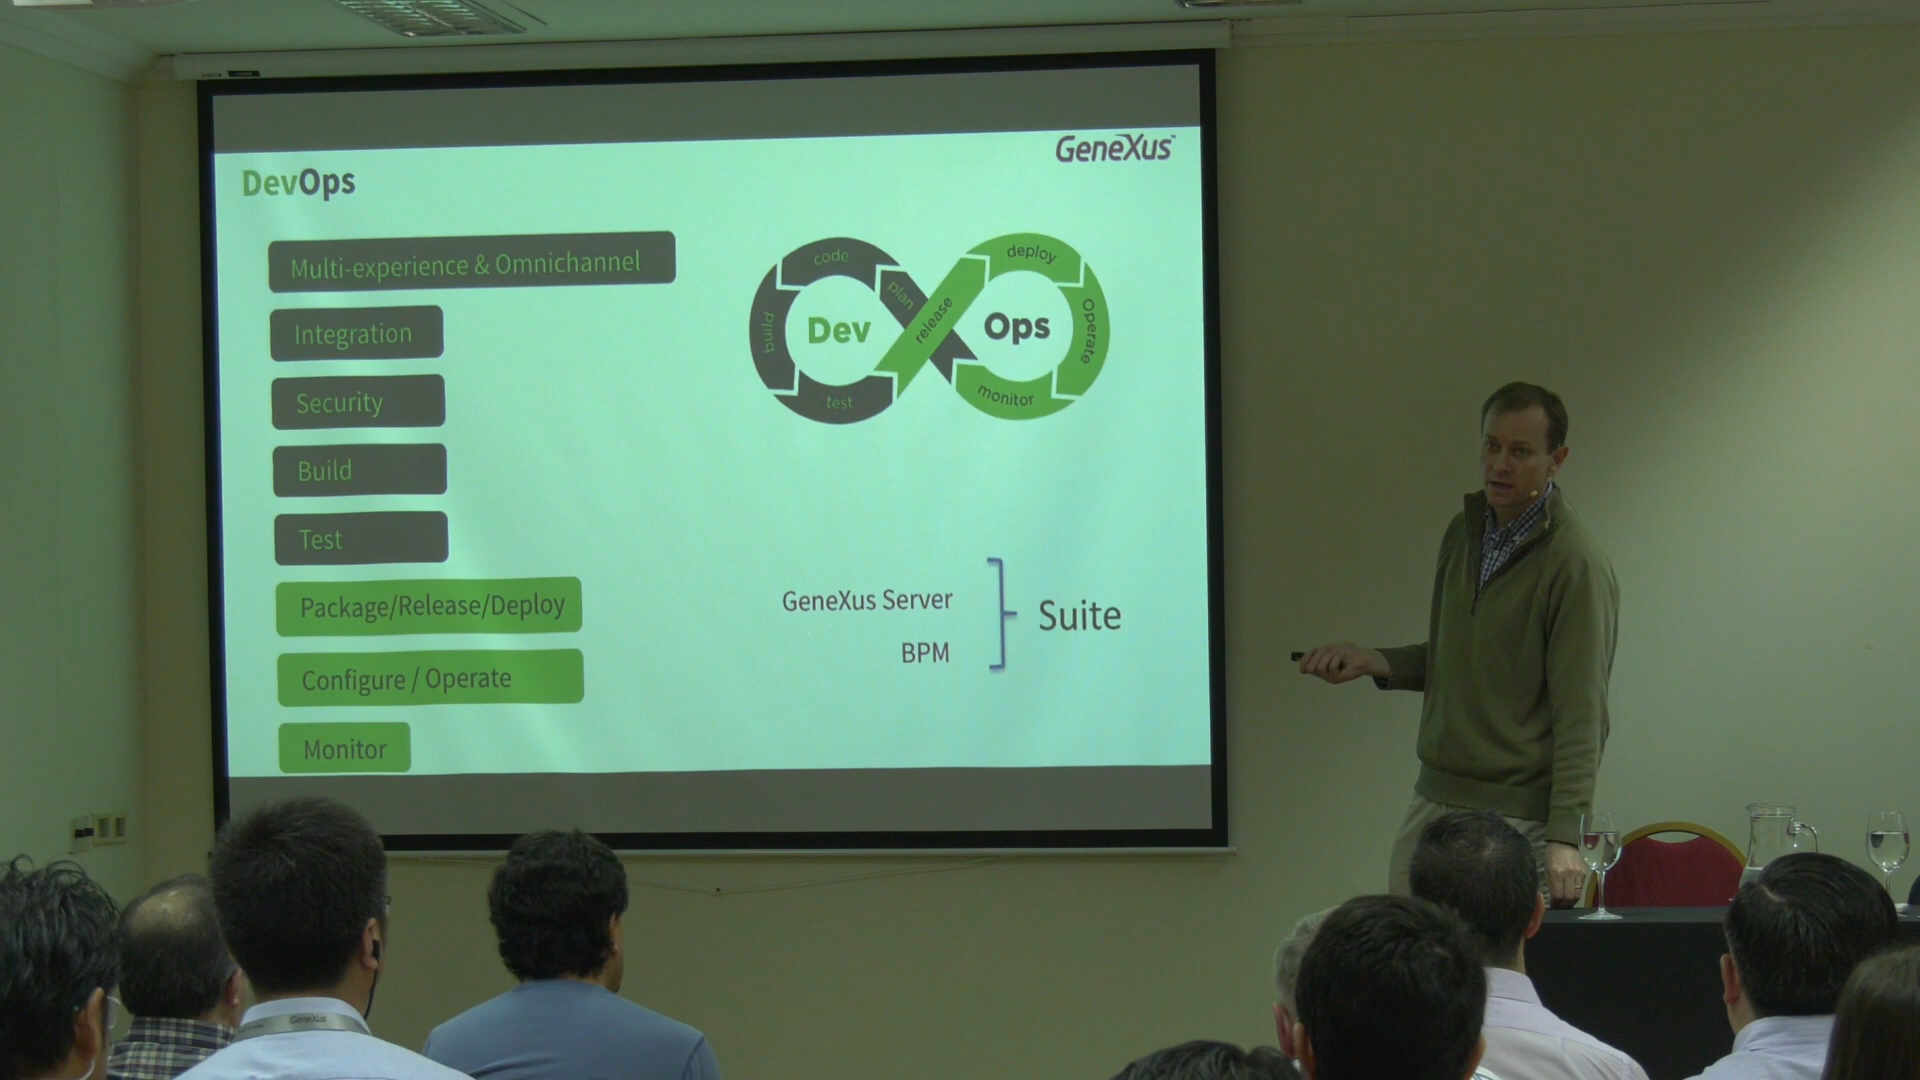 GeneXus™
DevOps
Multi-experience & Omnichannel
Integration
Security
Build
Test
Package/Release/Deploy
Configure / Operate
Monitor
code
plan
build
Dev
test
release
deploy
Ops
Operate
monitor
GeneXus Server
BPM
Suite
GeneXus